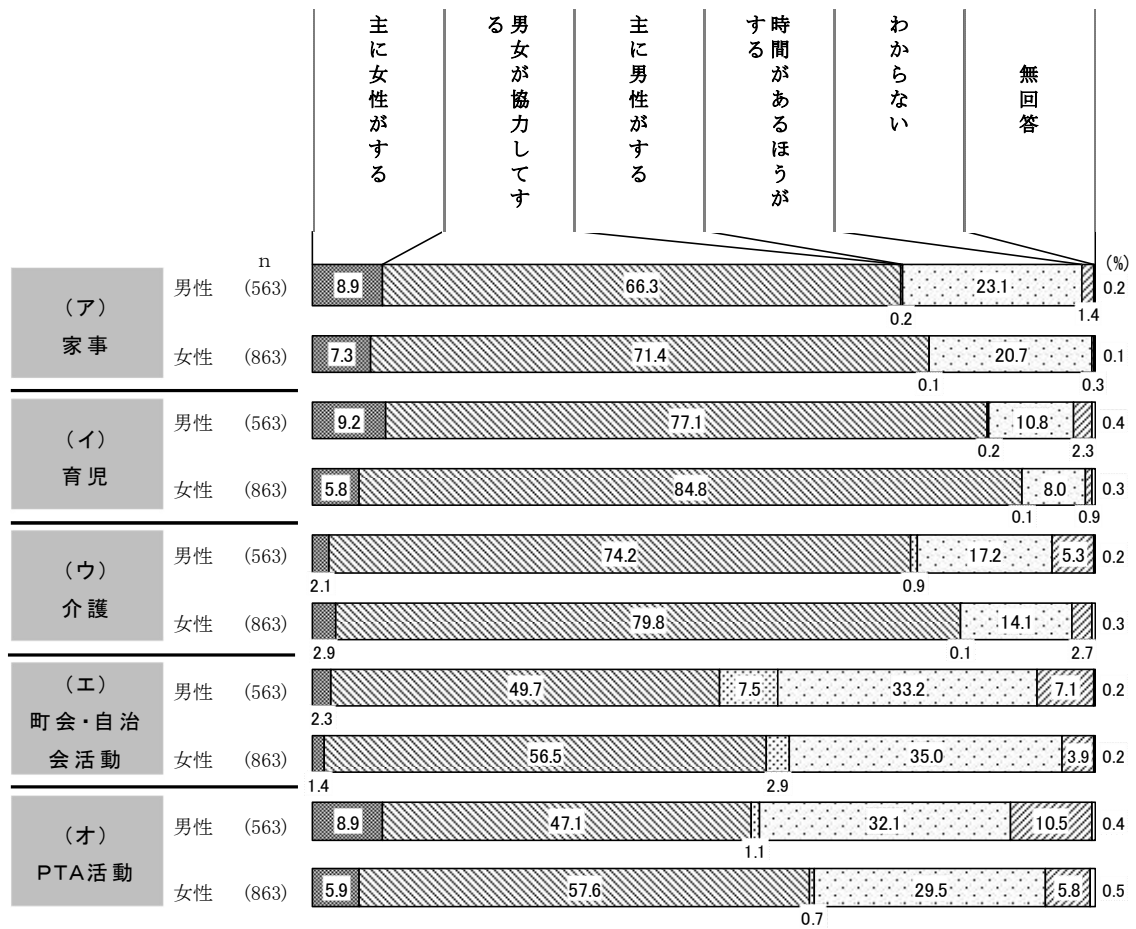 主に女性がする
男女が協力してす
る
主に男性がする
時間があるほうが
する
わからない
無回答
n
(%)
(ア)
家事
男性 (563) 8.9 66.3 0.2 23.1 1.4 0.2
女性 (863) 7.3 71.4 0.1 20.7 0.3 0.1
(イ)
育児
男性 (563) 9.2 77.1 0.2 10.8 2.3 0.4
女性 (863) 5.8 84.8 0.1 8.0 0.9 0.3
(ウ)
介護
男性 (563) 2.1 74.2 0.9 17.2 5.3 0.2
女性 (863) 2.9 79.8 0.1 14.1 2.7 0.3
(エ)
町会・自治
会活動
男性 (563) 2.3 49.7 7.5 33.2 7.1 0.2
女性 (863) 1.4 56.5 2.9 35.0 3.9 0.2
(オ)
PTA活動
男性 (563) 8.9 47.1 1.1 32.1 10.5 0.4
女性 (863) 5.9 57.6 0.7 29.5 5.8 0.5